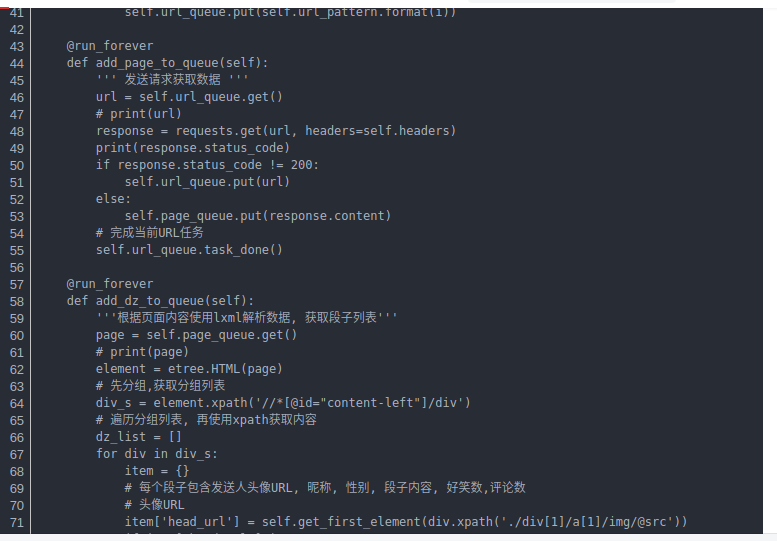 41 self.url_queue.put(self.url_pattern.format(i))
42
43 @run_forever
44 def add_page_to_queue(self):
45 ''' 发送请求获取数据 '''
46 url = self.url_queue.get()
47 # print(url)
48 response = requests.get(url, headers=self.headers)
49 print(response.status_code)
50 if response.status_code != 200:
51 self.url_queue.put(url)
52 else:
53 self.page_queue.put(response.content)
54 # 完成当前URL任务
55 self.url_queue.task_done()
56
57 @run_forever
58 def add_dz_to_queue(self):
59 '''根据页面内容使用lxml解析数据, 获取段子列表'''
60 page = self.page_queue.get()
61 # print(page)
62 element = etree.HTML(page)
63 # 先分组,获取分组列表
64 div_s = element.xpath('//*[@id="content-left"]/div')
65 # 遍历分组列表, 再使用xpath获取内容
66 dz_list = []
67 for div in div_s:
68 item = {}
69 # 每个段子包含发送人头像URL, 昵称, 性别, 段子内容, 好笑数,评论数
70 # 头像URL
71 item['head_url'] = self.get_first_element(div.xpath('./div[1]/a[1]/img/@src'))